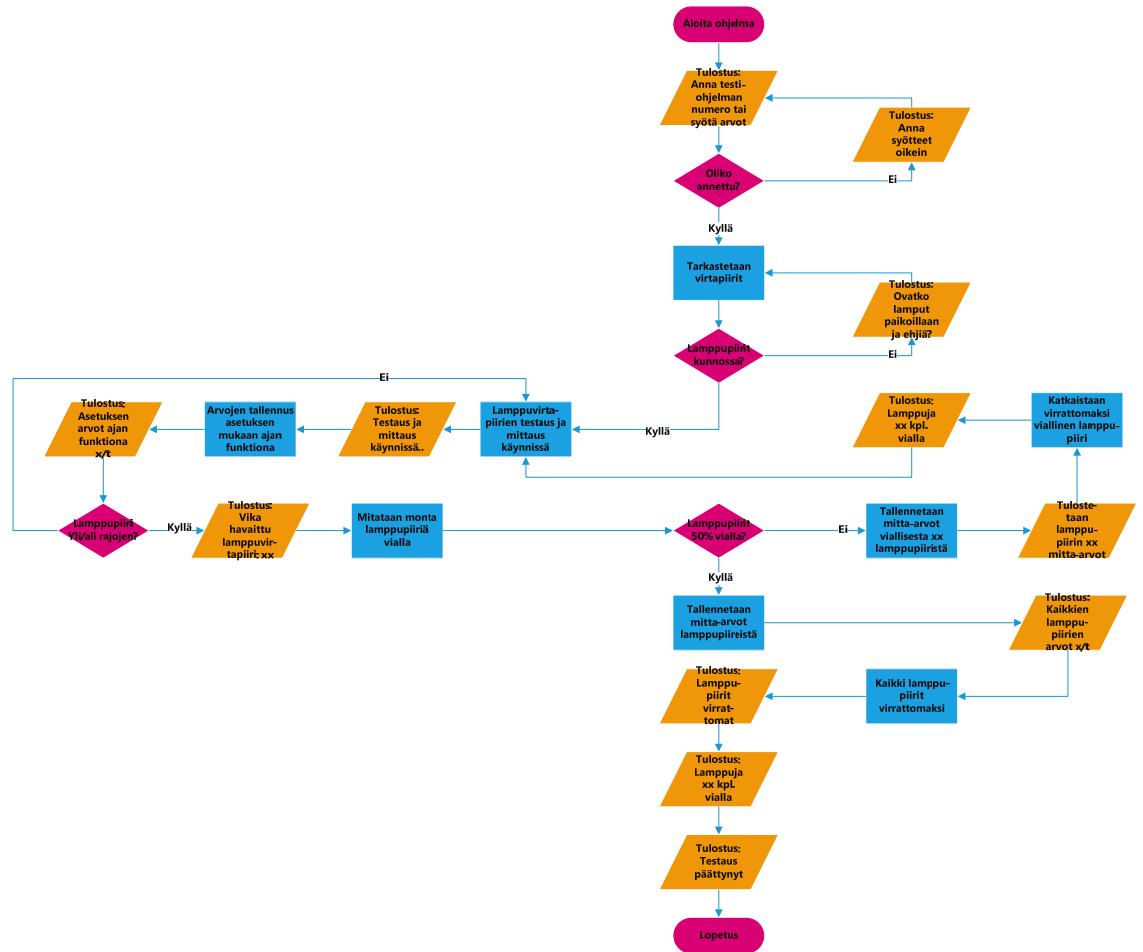 Aloita ohjelma
Tulostus:
Anna testi-
ohjelman
numero tai
syötä arvot
Tulostus:
Anna
syötteet
oikein
Oliko
annettu?
Ei
Kyllä
Tarkastetaan
virtapiirit
Tulostus:
Ovatko
lamput
paikoillaan
ja ehjiä?
Lamppupiirit
kunnossa?
Ei
Kyllä
Ei
Tulostus:
Asetuksen
arvot ajan
funktiona
x/t
Arvojen tallennus
asetuksen
mukaan ajan
funktiona
Tulostus:
Testaus ja
mittaus
käynnissä..
Lamppuvirta-
piirien testaus ja
mittaus
käynnissä
Tulostus:
Lamppuja
xx kpl.
vialla
Katkaistaan
virrattomaksi
viallinen lamppu-
piiri
Lamppupiiri
Yli/ali rajojen?
Kyllä
Tulostus:
Vika
havaittu
lamppuvir-
tapiiri: xx
Mitataan monta
lamppupiiriä
vialla
Lamppupiirit
50% vialla?
Ei
Tallennetaan
mitta-arvot
viallisesta xx
lamppupiiristä
Tuloste-
taan
lamppu-
piirin xx
mitta-arvot
Kyllä
Tallennetaan
mitta-arvot
lamppupiireistä
Tulostus:
Kaikkien
lamppu-
piirien
arvot x/t
Kaikki lamppu-
piirit
virrattomaksi
Tulostus:
Lamppu-
piirit
virrat-
tomat
Tulostus:
Lamppuja
xx kpl.
vialla
Tulostus:
Testaus
päättynyt
Lopetus